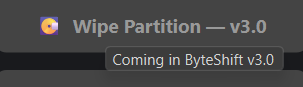 Wipe Partition — v3.0
Coming in ByteShift v3.0